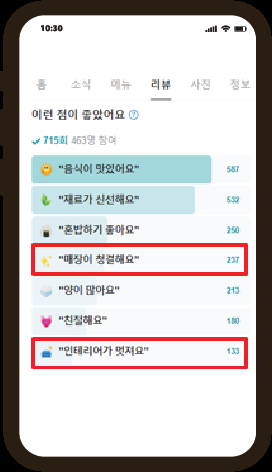 10:30
홈 소식 메뉴 리뷰 사진 정보
이런 점이 좋았어요 ?
715회 463명 참여
"음식이 맛있어요" 567
"재료가 신선해요" 532
"혼밥하기 좋아요" 250
"매장이 청결해요" 237
"양이 많아요" 213
"친절해요" 180
"인테리어가 멋져요" 133